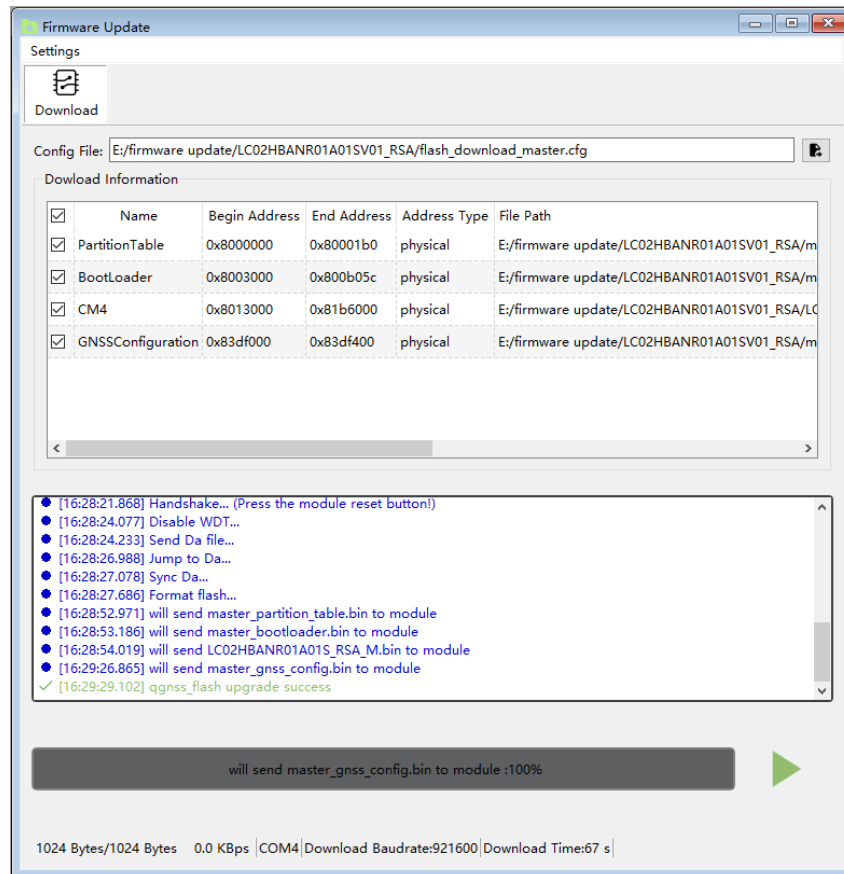 Firmware Update
Settings
Download
Config File: E:/firmware update/LC02HBANR01A01SV01_RSA/flash_download_master.cfg
Dowload Information
Name Begin Address End Address Address Type File Path
PartitionTable 0x8000000 0x80001b0 physical E:/firmware update/LC02HBANR01A01SV01_RSA/m
BootLoader 0x8003000 0x800b05c physical E:/firmware update/LC02HBANR01A01SV01_RSA/m
CM4 0x8013000 0x81b6000 physical E:/firmware update/LC02HBANR01A01SV01_RSA/LC
GNSSConfiguration 0x83df000 0x83df400 physical E:/firmware update/LC02HBANR01A01SV01_RSA/m
[16:28:21.868] Handshake... (Press the module reset button!)
[16:28:24.077] Disable WDT...
[16:28:24.233] Send Da file...
[16:28:26.988] Jump to Da...
[16:28:27.078] Sync Da...
[16:28:27.686] Format flash...
[16:28:52.971] will send master_partition_table.bin to module
[16:28:53.186] will send master_bootloader.bin to module
[16:28:54.019] will send LC02HBANR01A01S_RSA_M.bin to module
[16:29:26.865] will send master_gnss_config.bin to module
[16:29:29.102] qgnss_flash upgrade success
will send master_gnss_config.bin to module :100%
1024 Bytes/1024 Bytes 0.0 KBps COM4 Download Baudrate:921600 Download Time:67 s